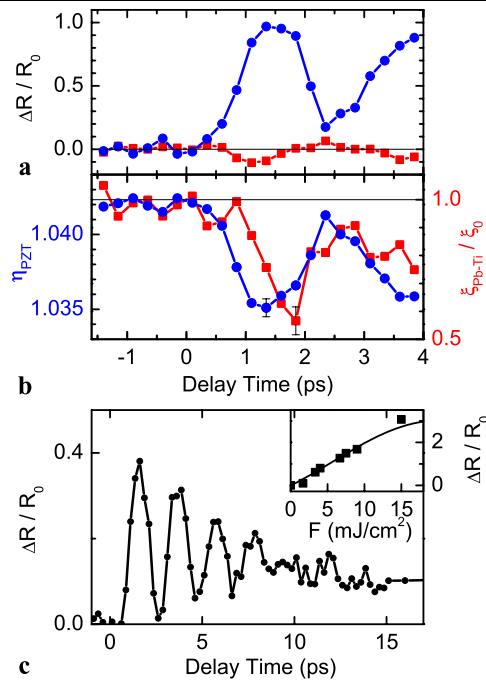 1.0
0.5
0.0
ΔR / R₀
a
1.040
1.035
η_PZT
1.0
0.5
ξ_Pb-Ti / ξ₀
-1 0 1 2 3 4
b
Delay Time (ps)
0.4
0.0
ΔR / R₀
2
0
ΔR / R₀
0 5 10 15
F (mJ/cm²)
0 5 10 15
c
Delay Time (ps)